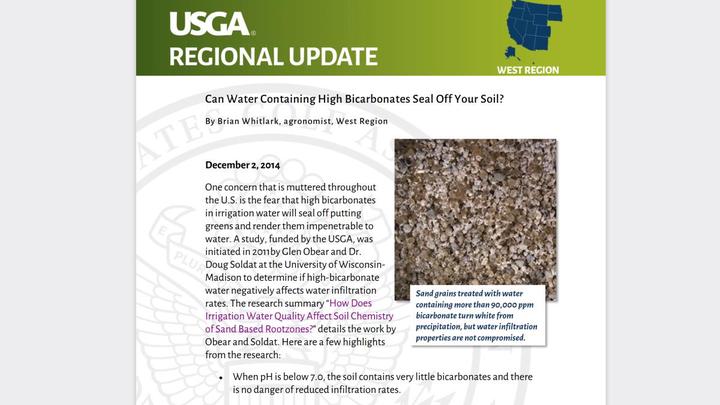 USGA®
REGIONAL UPDATE
WEST REGION
Can Water Containing High Bicarbonates Seal Off Your Soil?
By Brian Whitlark, agronomist, West Region
December 2, 2014
One concern that is muttered throughout
the U.S. is the fear that high bicarbonates
in irrigation water will seal off putting
greens and render them impenetrable to
water. A study, funded by the USGA, was
initiated in 2011by Glen Obear and Dr.
Doug Soldat at the University of Wisconsin-
Madison to determine if high-bicarbonate
water negatively affects water infiltration
rates. The research summary “How Does
Irrigation Water Quality Affect Soil Chemistry
of Sand Based Rootzones?” details the work by
Obear and Soldat. Here are a few highlights
from the research:
Sand grains treated with water
containing more than 90,000 ppm
bicarbonate turn white from
precipitation, but water infiltration
properties are not compromised.
• When pH is below 7.0, the soil contains very little bicarbonates and there
is no danger of reduced infiltration rates.